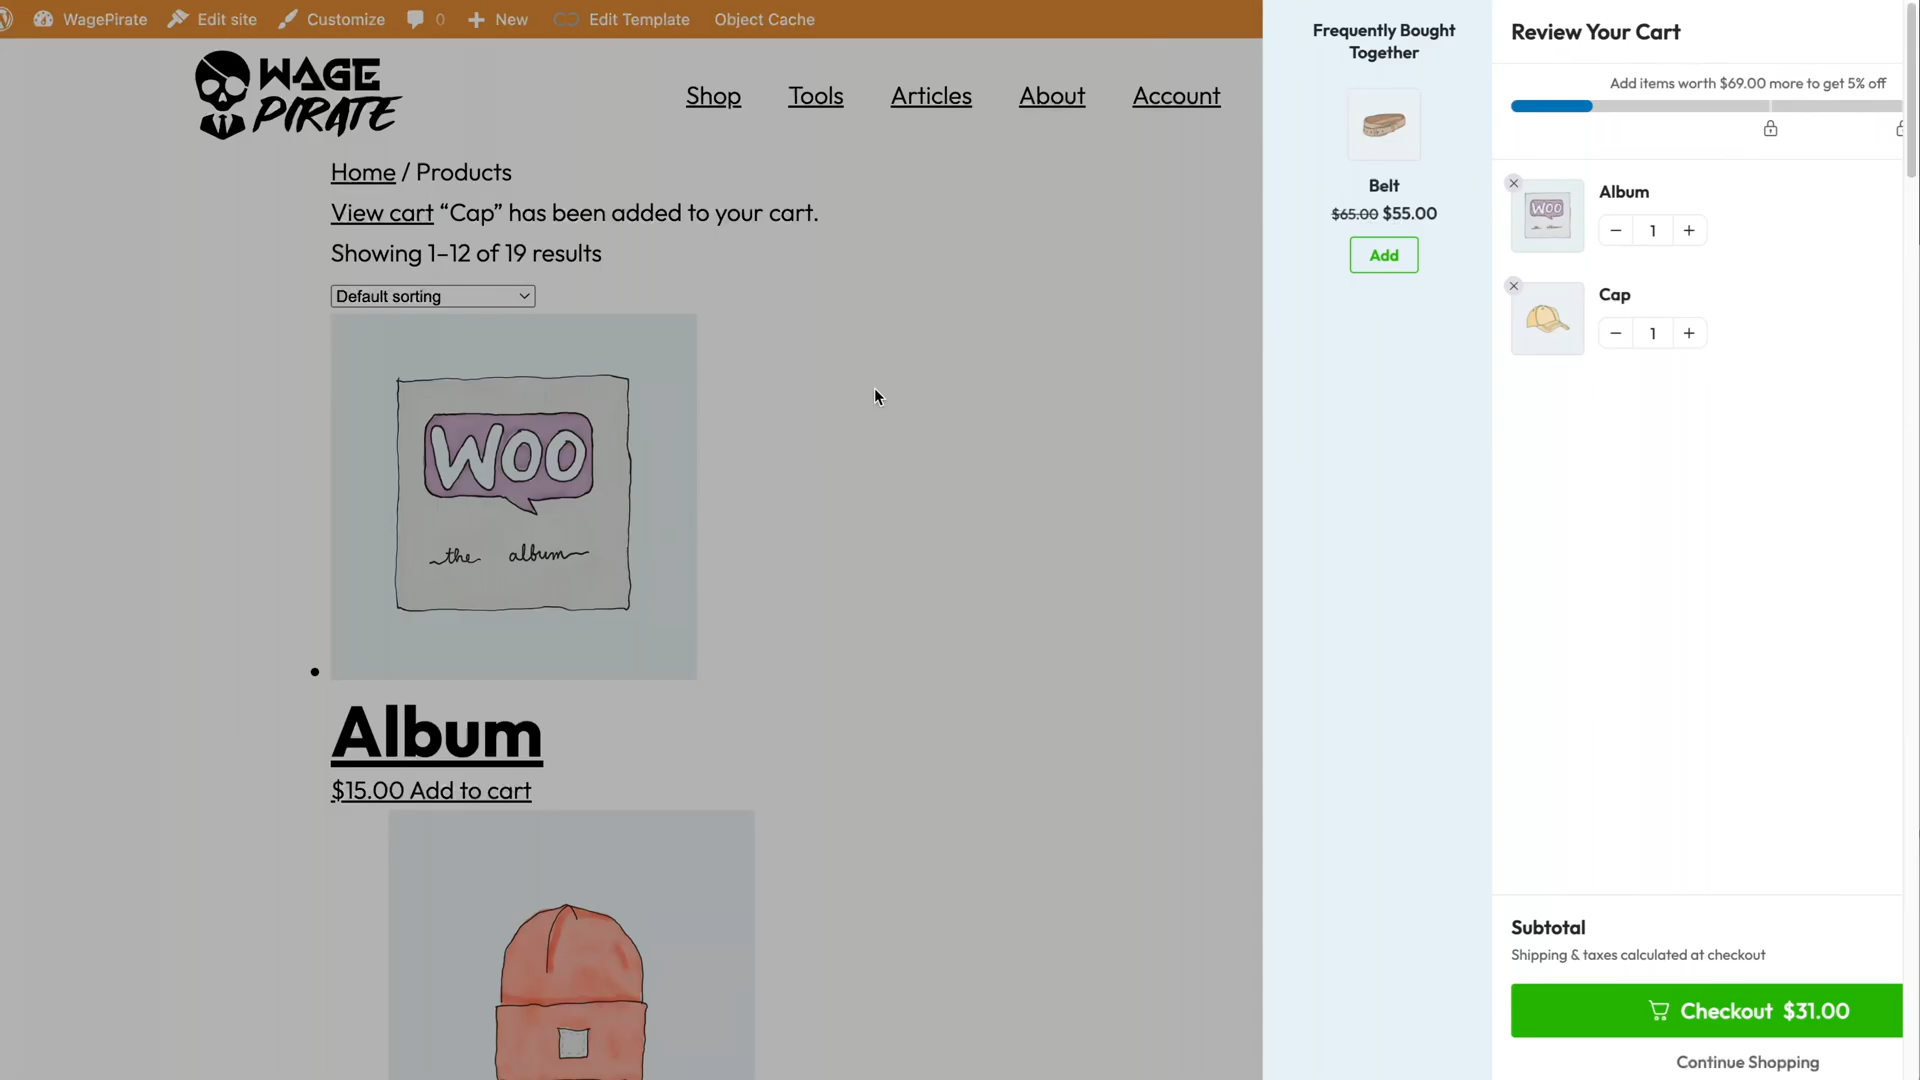 WagePirate
Edit site
Customize
0
New
Edit Template
Object Cache
WAGE
PIRATE
Shop
Tools
Articles
About
Account
Home / Products
View cart “Cap” has been added to your cart.
Showing 1–12 of 19 results
Default sorting
WOO
the album
Album
$15.00 Add to cart
Frequently Bought
Together
Belt
$65.00 $55.00
Add
Review Your Cart
Add items worth $69.00 more to get 5% off
WOO
Album
− 1 +
Cap
− 1 +
Subtotal
Shipping & taxes calculated at checkout
Checkout $31.00
Continue Shopping